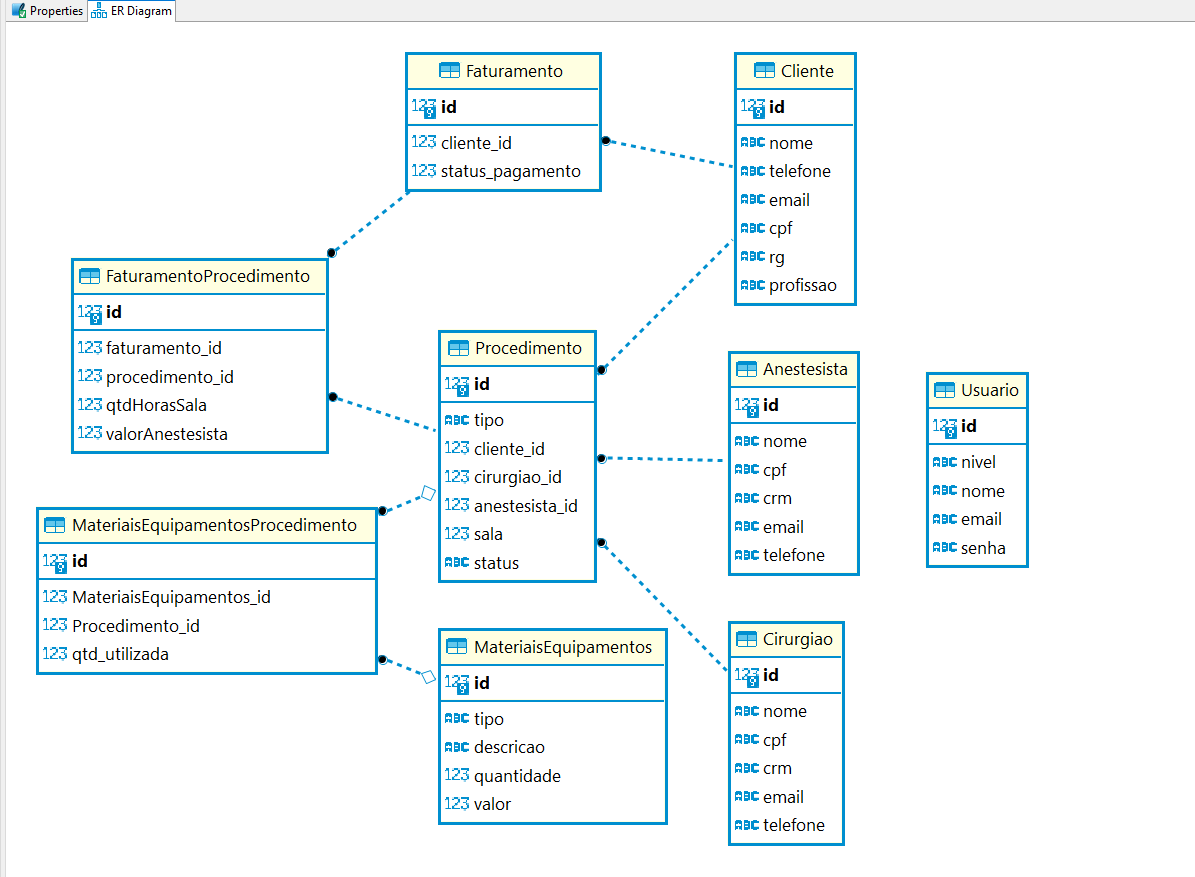 Properties
ER Diagram
Faturamento
123 id
123 cliente_id
123 status_pagamento
Cliente
123 id
ABC nome
ABC telefone
ABC email
ABC cpf
ABC rg
ABC profissao
FaturamentoProcedimento
123 id
123 faturamento_id
123 procedimento_id
123 qtdHorasSala
123 valorAnestesista
Procedimento
123 id
ABC tipo
123 cliente_id
123 cirurgiao_id
123 anestesista_id
123 sala
ABC status
Anestesista
123 id
ABC nome
ABC cpf
ABC crm
ABC email
ABC telefone
Usuario
123 id
ABC nivel
ABC nome
ABC email
ABC senha
MateriaisEquipamentosProcedimento
123 id
123 MateriaisEquipamentos_id
123 Procedimento_id
123 qtd_utilizada
MateriaisEquipamentos
123 id
ABC tipo
ABC descricao
123 quantidade
123 valor
Cirurgiao
123 id
ABC nome
ABC cpf
ABC crm
ABC email
ABC telefone